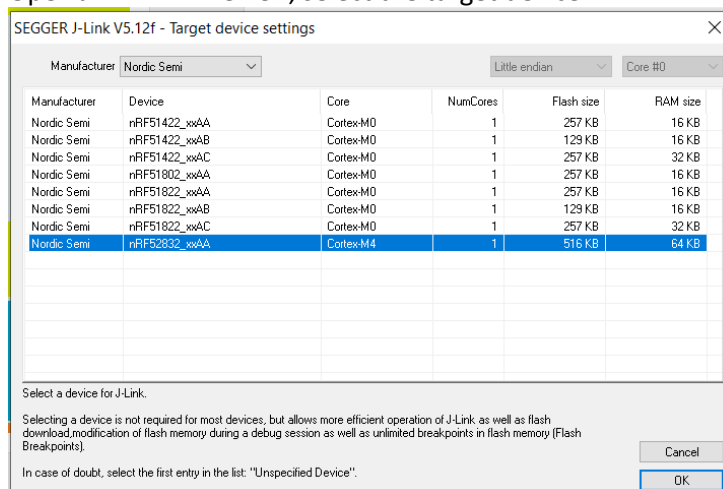 SEGGER J-Link V5.12f - Target device settings
Manufacturer Nordic Semi Little endian Core #0
Manufacturer Device Core NumCores Flash size RAM size
Nordic Semi nRF51422_xxAA Cortex-M0 1 257 KB 16 KB
Nordic Semi nRF51422_xxAB Cortex-M0 1 129 KB 16 KB
Nordic Semi nRF51422_xxAC Cortex-M0 1 257 KB 32 KB
Nordic Semi nRF51802_xxAA Cortex-M0 1 257 KB 16 KB
Nordic Semi nRF51822_xxAA Cortex-M0 1 257 KB 16 KB
Nordic Semi nRF51822_xxAB Cortex-M0 1 129 KB 16 KB
Nordic Semi nRF51822_xxAC Cortex-M0 1 257 KB 32 KB
Nordic Semi nRF52832_xxAA Cortex-M4 1 516 KB 64 KB
Select a device for J-Link.
Selecting a device is not required for most devices, but allows more efficient operation of J-Link as well as flash
download,modification of flash memory during a debug session as well as unlimited breakpoints in flash memory (Flash
Breakpoints).
Cancel
In case of doubt, select the first entry in the list: "Unspecified Device".
OK